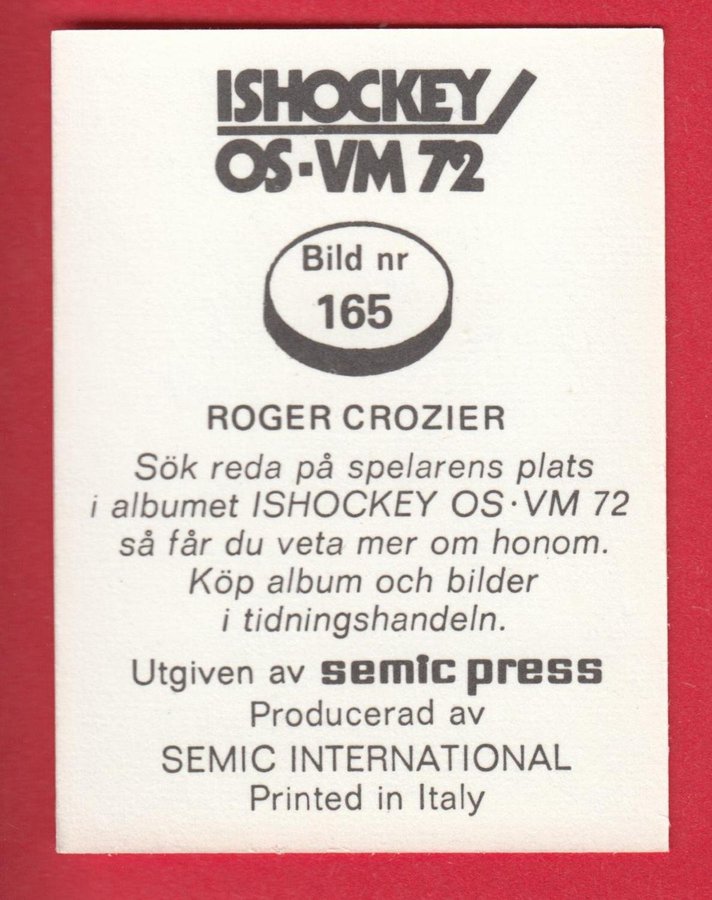 ISHOCKEY
OS·VM 72
Bild nr
165
ROGER CROZIER
Sök reda på spelarens plats
i albumet ISHOCKEY OS·VM 72
så får du veta mer om honom.
Köp album och bilder
i tidningshandeln.
Utgiven av semic press
Producerad av
SEMIC INTERNATIONAL
Printed in Italy